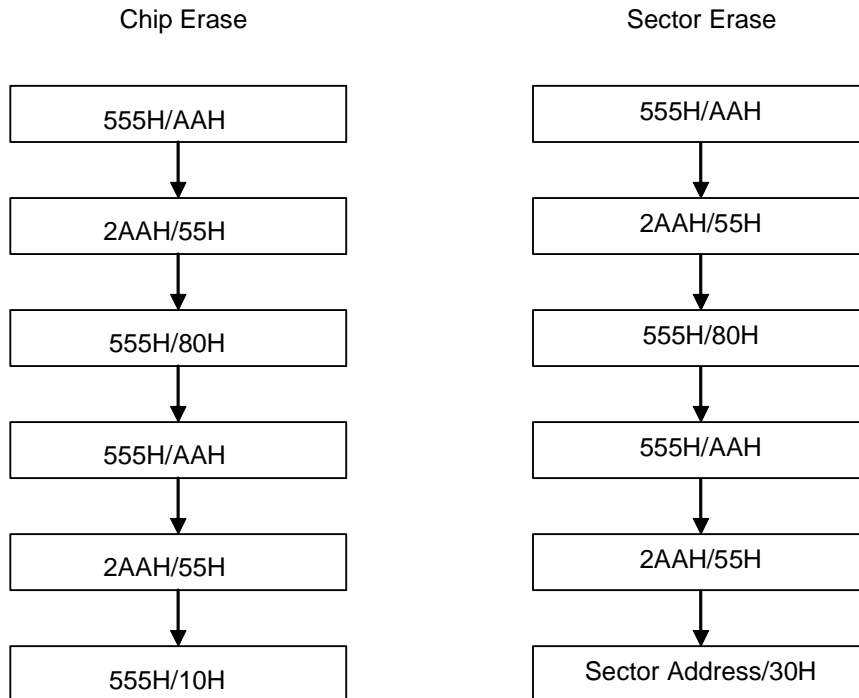 Chip Erase
555H/AAH
2AAH/55H
555H/80H
555H/AAH
2AAH/55H
555H/10H
Sector Erase
555H/AAH
2AAH/55H
555H/80H
555H/AAH
2AAH/55H
Sector Address/30H